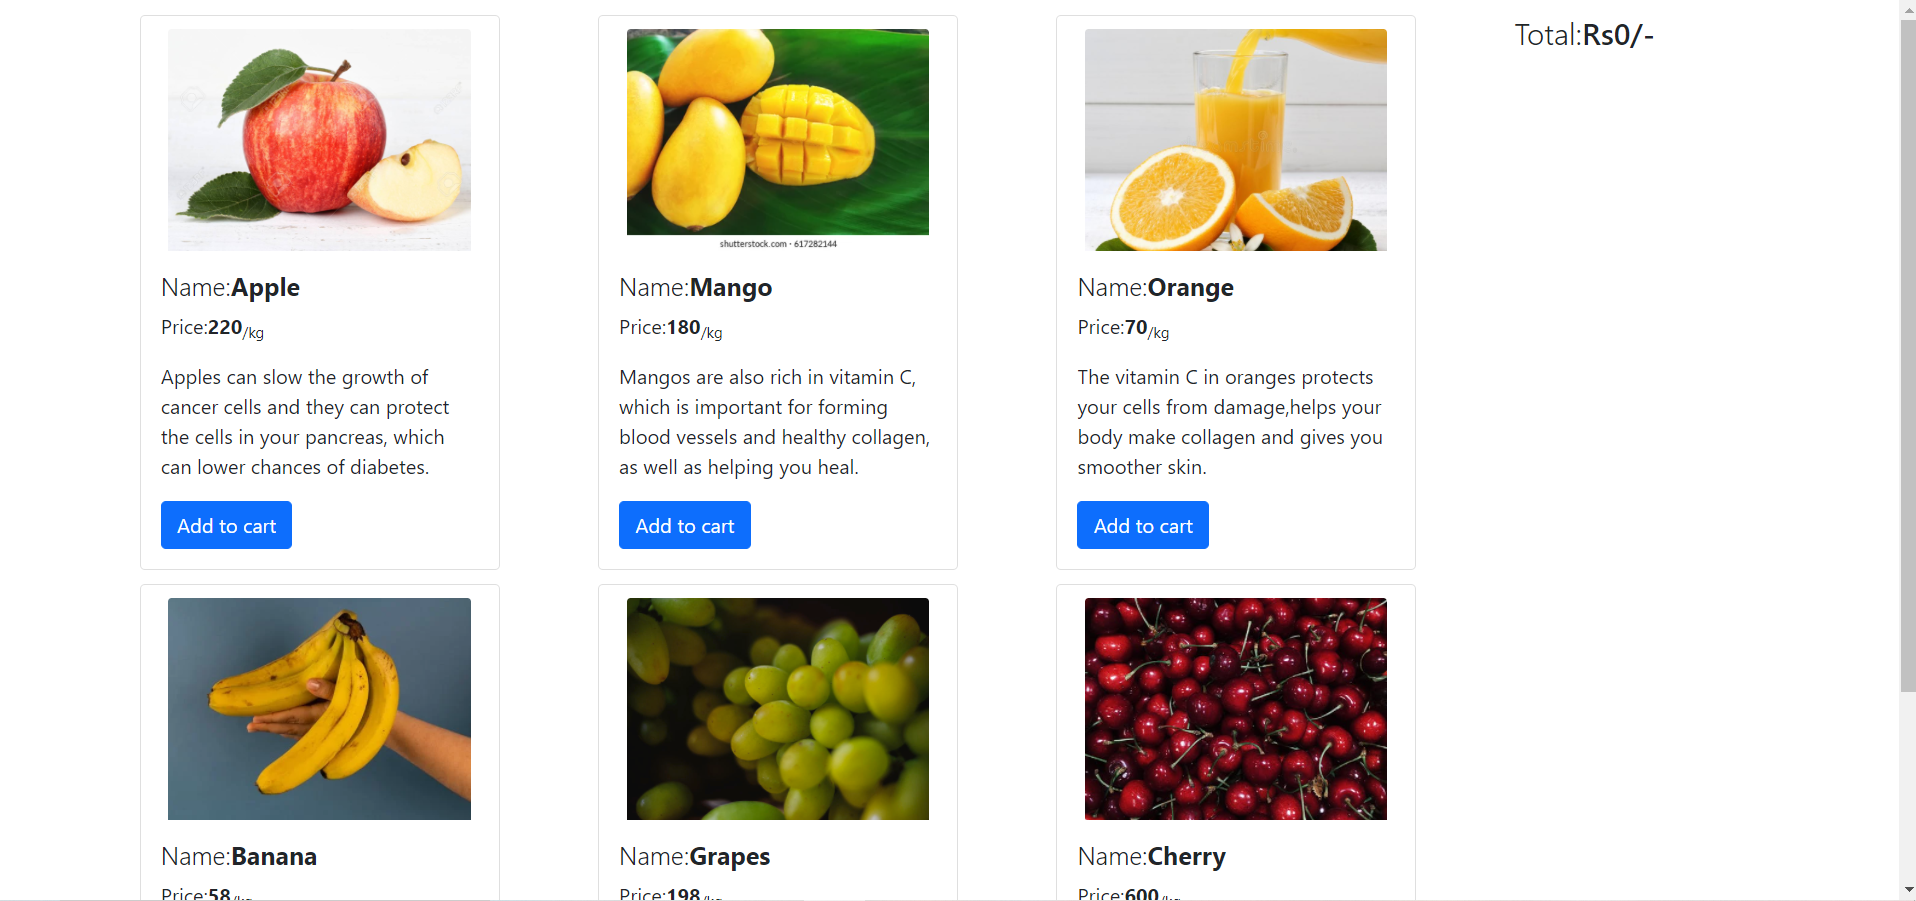 Total:Rs0/-
shutterstock.com · 617282144
Name:Apple
Price:220/kg
Apples can slow the growth of
cancer cells and they can protect
the cells in your pancreas, which
can lower chances of diabetes.
Add to cart
Name:Mango
Price:180/kg
Mangos are also rich in vitamin C,
which is important for forming
blood vessels and healthy collagen,
as well as helping you heal.
Add to cart
Name:Orange
Price:70/kg
The vitamin C in oranges protects
your cells from damage,helps your
body make collagen and gives you
smoother skin.
Add to cart
Name:Banana
Price:58/kg
Name:Grapes
Price:198/kg
Name:Cherry
Price:600/kg